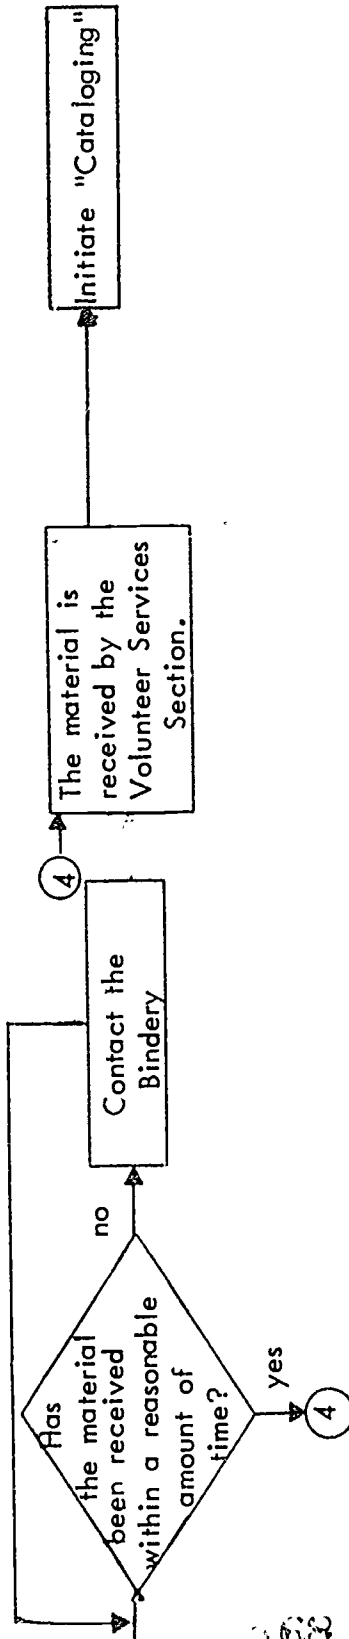 Has
the material
been received
within a reasonable
amount of
time?
no
yes
4
Contact the
Bindery
4
The material is
received by the
Volunteer Services
Section.
Initiate "Cataloging"